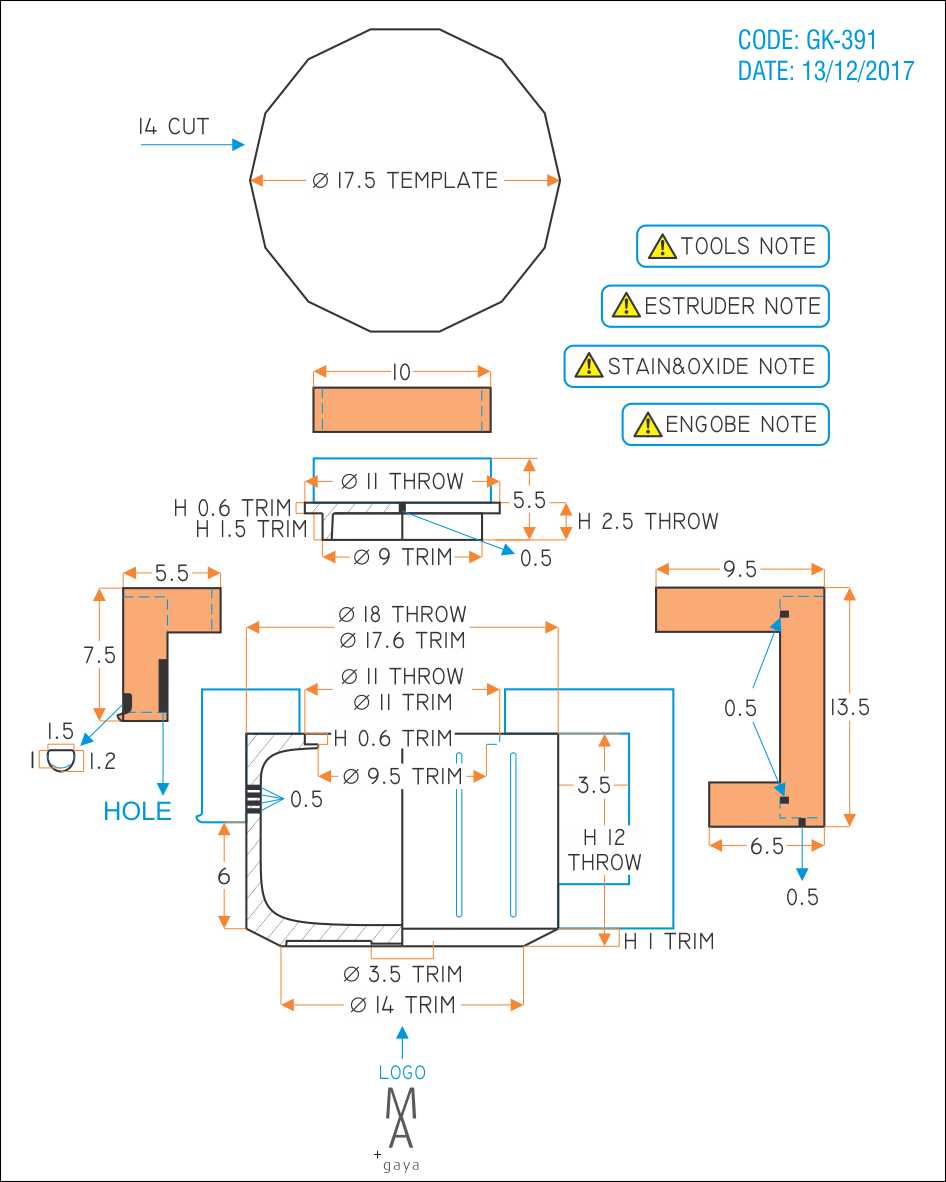 CODE: GK-391
DATE: 13/12/2017
14 CUT
Ø 17.5 TEMPLATE
TOOLS NOTE
ESTRUDER NOTE
STAIN&OXIDE NOTE
ENGOBE NOTE
10
Ø 11 THROW
5.5
H 0.6 TRIM
H 1.5 TRIM
H 2.5 THROW
Ø 9 TRIM
0.5
5.5
7.5
1.5
1
1.2
HOLE
9.5
13.5
0.5
6.5
0.5
Ø 18 THROW
Ø 17.6 TRIM
Ø 11 THROW
Ø 11 TRIM
H 0.6 TRIM
Ø 9.5 TRIM
0.5
3.5
H 12
THROW
6
H 1 TRIM
Ø 3.5 TRIM
Ø 14 TRIM
LOGO
MA
+
gaya